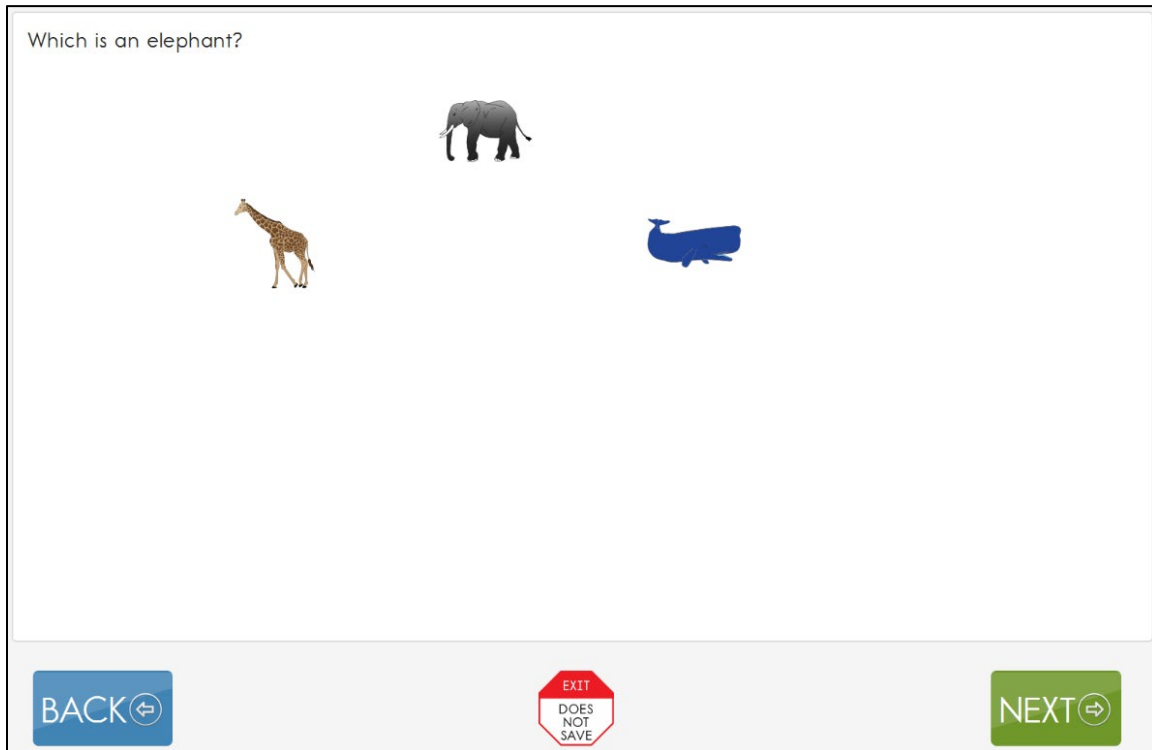 Which is an elephant?
BACK
EXIT
DOES
NOT
SAVE
NEXT